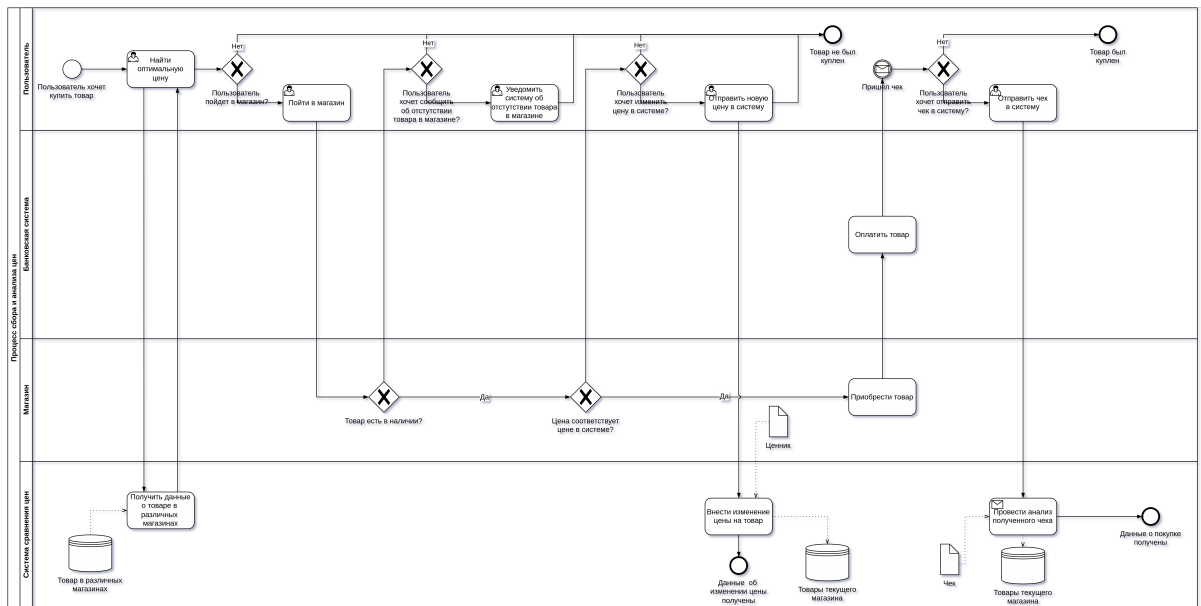 Процесс сбора и анализа цен
Пользователь
Пользователь хочет
купить товар
Найти
оптимальную
цену
Нет
Пользователь
пойдет в магазин?
Пойти в магазин
Нет
Пользователь
хочет сообщить
об отстутствии
товара в магазине?
Уведомить
систему об
отстутствии товара
в магазине
Нет
Пользователь
хочет изменить
цену в системе?
Отправить новую
цену в систему
Товар не был
куплен
Пришел чек
Нет
Пользователь
хочет отправить
чек в систему?
Отправить чек
в систему
Товар был
куплен
Банковская система
Оплатить товар
Магазин
Товар есть в наличии?
Да
Цена соответствует
цене в системе?
Да
Приобрести товар
Ценник
Система сравнения цен
Получить данные
о товаре в
различных
магазинах
Товар в различных
магазинах
Внести изменение
цены на товар
Данные об
изменении цены
получены
Товары текущего
магазина
Чек
Провести анализ
полученного чека
Товары текущего
магазина
Данные о покупке
получены